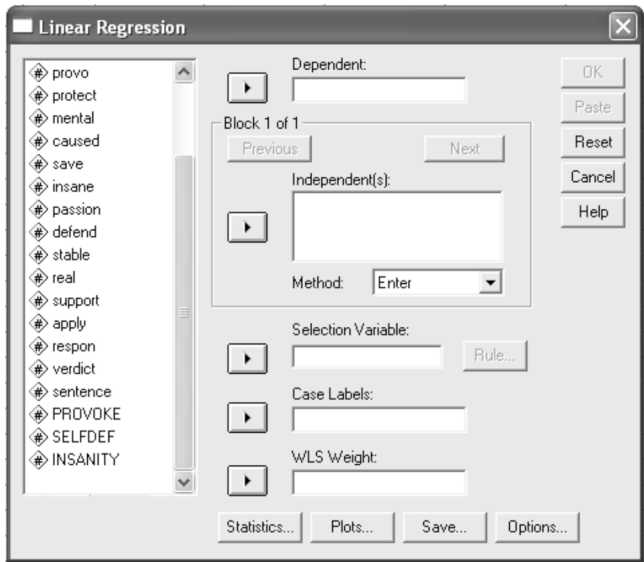 Linear Regression
provo
protect
mental
caused
save
insane
passion
defend
stable
real
support
apply
respon
verdict
sentence
PROVOKE
SELFDEF
INSANITY
Dependent:
Block 1 of 1
Previous
Next
Independent(s):
Method:
Enter
Selection Variable:
Rule...
Case Labels:
WLS Weight:
Statistics...
Plots...
Save...
Options...
OK
Paste
Reset
Cancel
Help